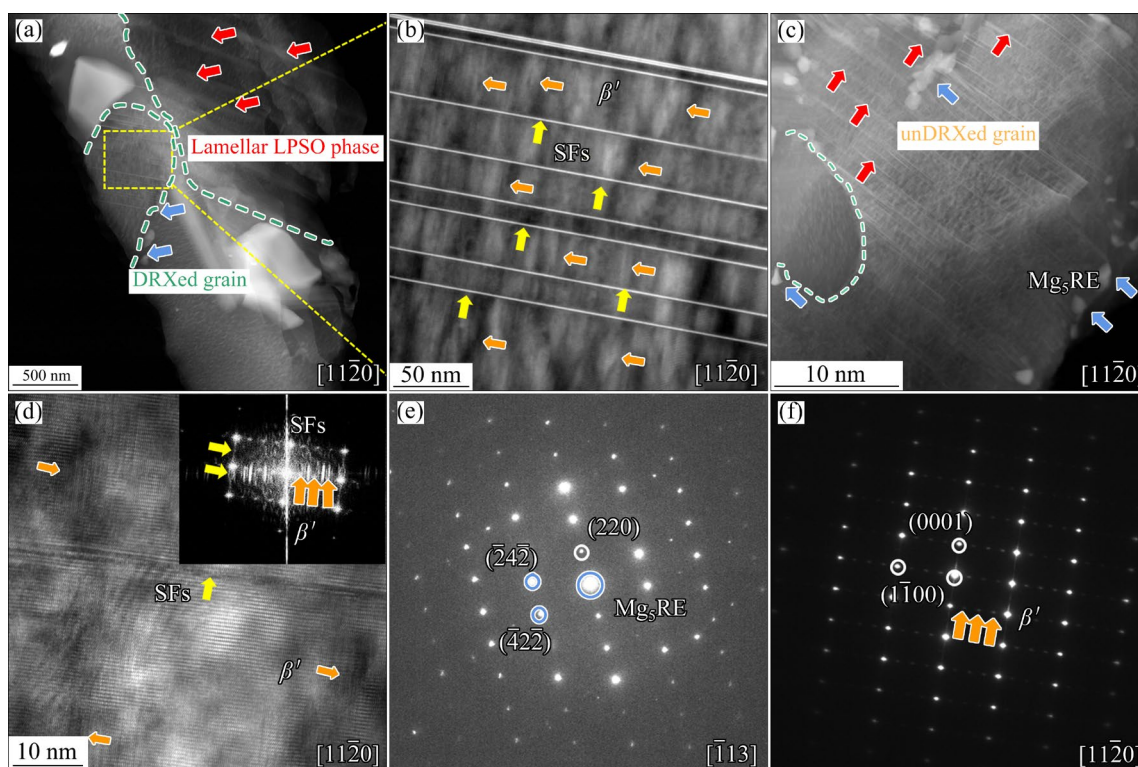 (a)
Lamellar LPSO phase
DRXed grain
500 nm
[112̄0]
(b)
β′
SFs
50 nm
[112̄0]
(c)
unDRXed grain
Mg₅RE
10 nm
[112̄0]
(d)
SFs
β′
SFs
β′
10 nm
[112̄0]
(e)
(220)
(2̄42̄)
Mg₅RE
(4̄22̄)
[1̄13]
(f)
(0001)
(11̄00)
β′
[112̄0]